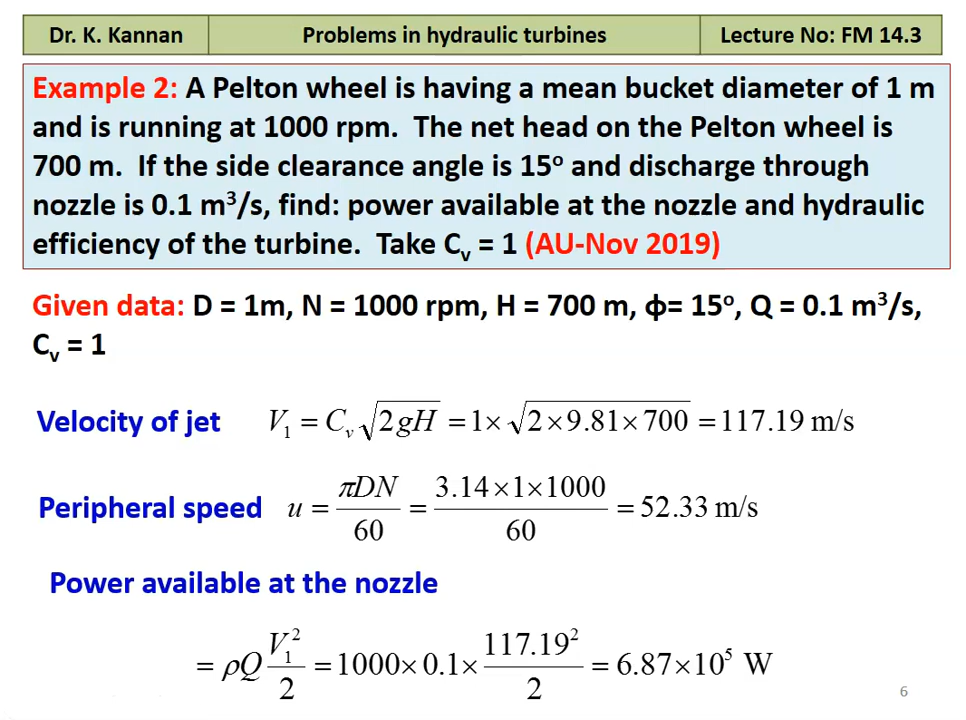 Dr. K. Kannan Problems in hydraulic turbines Lecture No: FM 14.3
Example 2: A Pelton wheel is having a mean bucket diameter of 1 m
and is running at 1000 rpm. The net head on the Pelton wheel is
700 m. If the side clearance angle is 15° and discharge through
nozzle is 0.1 m³/s, find: power available at the nozzle and hydraulic
efficiency of the turbine. Take Cᵥ = 1 (AU-Nov 2019)
Given data: D = 1m, N = 1000 rpm, H = 700 m, ϕ= 15°, Q = 0.1 m³/s,
Cᵥ = 1
Velocity of jet V₁ = Cᵥ √(2gH) = 1× √(2×9.81×700) = 117.19 m/s
Peripheral speed u = πDN/60 = 3.14×1×1000/60 = 52.33 m/s
Power available at the nozzle
= ρQ V₁²/2 = 1000×0.1× 117.19²/2 = 6.87×10⁵ W
6